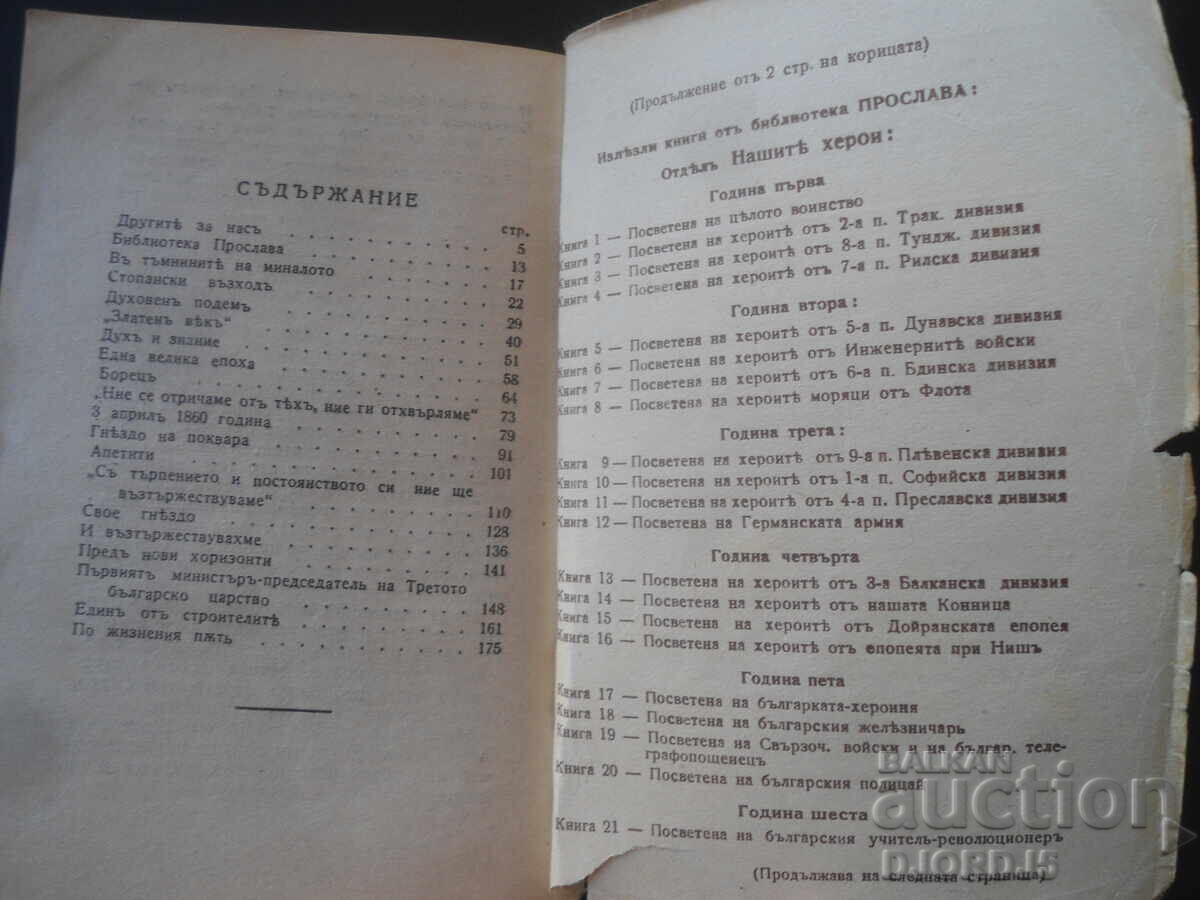 СЪДЪРЖАНИЕ
стр.
Другитѣ за насъ . . . . . . . . . 5
Библиотека Прослава . . . . . . . . . 13
Въ тъмнинитѣ на миналото . . . . . . . 17
Стопански възходъ . . . . . . . . . 22
Духовенъ подемъ . . . . . . . . . 29
„Златенъ вѣкъ“ . . . . . . . . . 40
Духъ и знание . . . . . . . . . 51
Една велика епоха . . . . . . . . . 58
Борецъ . . . . . . . . . 64
„Ние се отричаме отъ тѣхъ, ние ги отхвърляме“ 73
3 априлъ 1860 година . . . . . . . . . 79
Гнѣздо на поквара . . . . . . . . . 91
Апетити . . . . . . . . . 101
„Съ търпението и постоянството си ние ще
възтържествуваме“ . . . . . . . . . 110
Свое гнѣздо . . . . . . . . . 128
И възтържествувахме . . . . . . . . . 136
Предъ нови хоризонти . . . . . . . . . 141
Първиятъ министъръ-председатель на Третото
българско царство . . . . . . . . . 148
Единъ отъ строителитѣ . . . . . . . . . 161
По жизнения пѫть . . . . . . . . . 175
(Продължение отъ 2 стр. на корицата)
Излѣзли книги отъ библиотека ПРОСЛАВА:
Отдѣлъ Нашитѣ херои:
Година първа
Книга 1 — Посветена на цѣлото воинство
Книга 2 — Посветена на хероитѣ от 2-а п. Трак. дивизия
Книга 3 — Посветена на хероитѣ от 8-а п. Тундж. дивизия
Книга 4 — Посветена на хероитѣ от 7-а п. Рилска дивизия
Година втора:
Книга 5 — Посветена на хероитѣ отъ 5-а п. Дунавска дивизия
Книга 6 — Посветена на хероитѣ отъ Инженернитѣ войски
Книга 7 — Посветена на хероитѣ отъ 6-а п. Бдинска дивизия
Книга 8 — Посветена на хероитѣ моряци отъ Флота
Година трета:
Книга 9 — Посветена на хероитѣ отъ 9-а п. Плѣвенска дивизия
Книга 10 — Посветена на хероитѣ отъ 1-а п. Софийска дивизия
Книга 11 — Посветена на хероитѣ отъ 4-а п. Преславска дивизия
Книга 12 — Посветена на Германската армия
Година четвърта
Книга 13 — Посветена на хероитѣ отъ 3-а Балканска дивизия
Книга 14 — Посветена на хероитѣ отъ нашата Конница
Книга 15 — Посветена на хероитѣ отъ Дойранската епопея
Книга 16 — Посветена на хероитѣ отъ епопеята при Нишъ
Година пета
Книга 17 — Посветена на българката-хероиня
Книга 18 — Посветена на българския желѣзничарь
Книга 19 — Посветена на Свързоч. войски и на българ. теле-
графопощенецъ
Книга 20 — Посветена на българския полицай
Година шеста
Книга 21 — Посветена на българския учитель-революционеръ
(Продължава на следната страница)
BALKAN
auction
D.JORD.J5